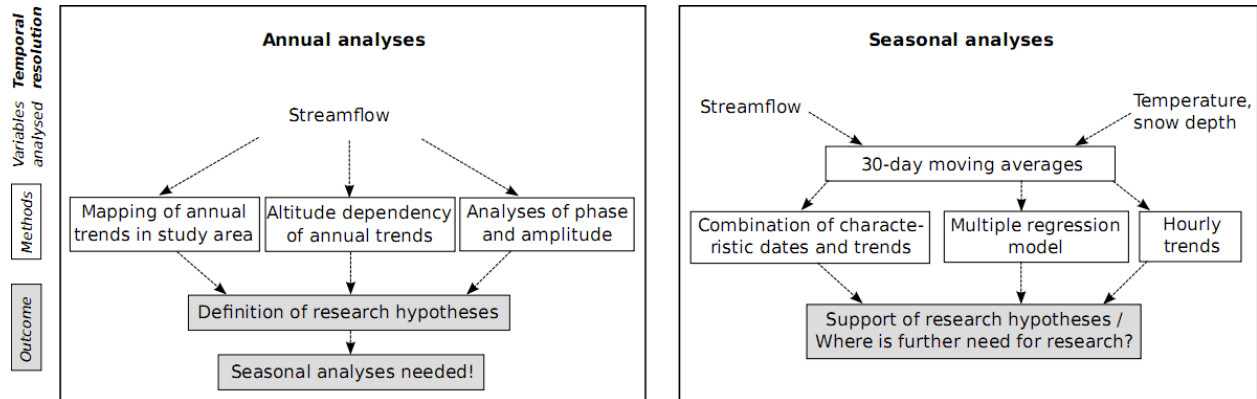 Temporal
resolution
Variables
analysed
Methods
Outcome
Annual analyses
Streamflow
Mapping of annual
trends in study area
Altitude dependency
of annual trends
Analyses of phase
and amplitude
Definition of research hypotheses
Seasonal analyses needed!
Seasonal analyses
Streamflow
Temperature,
snow depth
30-day moving averages
Combination of characte-
ristic dates and trends
Multiple regression
model
Hourly
trends
Support of research hypotheses /
Where is further need for research?